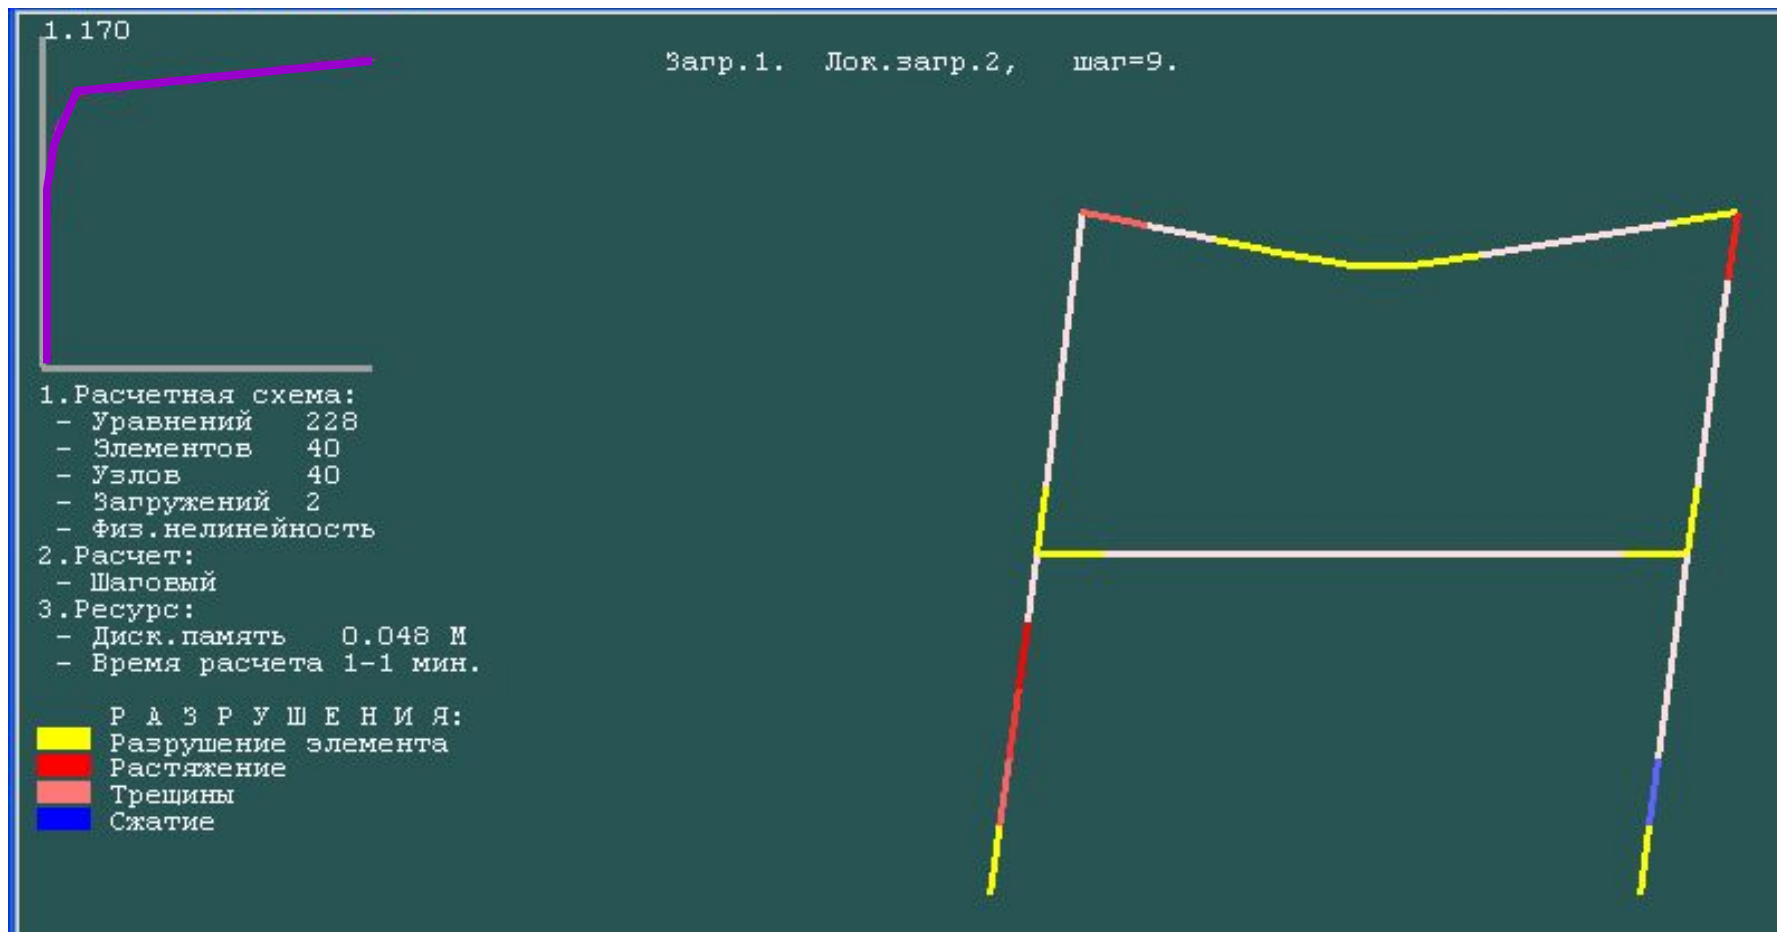 1.170
Загр.1. Лок.загр.2, шаг=9.
1.Расчетная схема:
- Уравнений 228
- Элементов 40
- Узлов 40
- Загружений 2
- Физ.нелинейность
2.Расчет:
- Шаговый
3.Ресурс:
- Диск.память 0.048 М
- Время расчета 1-1 мин.
Р А З Р У Ш Е Н И Я:
Разрушение элемента
Растяжение
Трещины
Сжатие